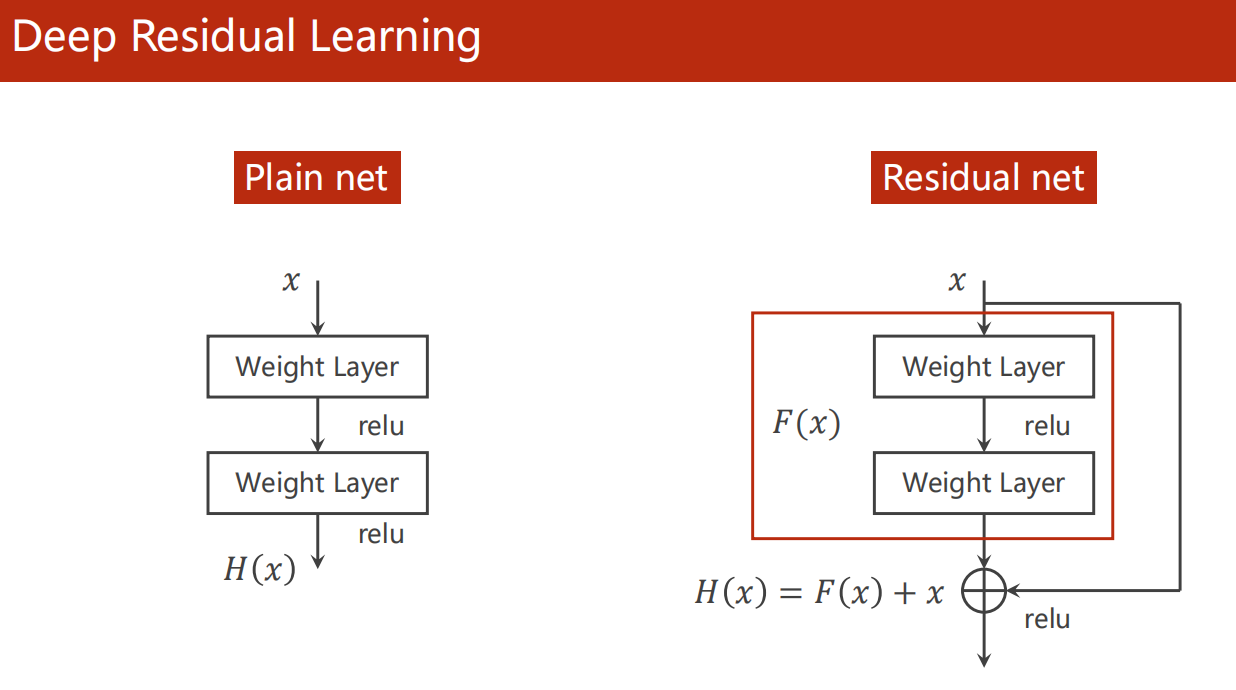 Deep Residual Learning
Plain net
x
Weight Layer
relu
Weight Layer
relu
H(x)
Residual net
x
Weight Layer
F(x)
relu
Weight Layer
H(x) = F(x) + x
relu